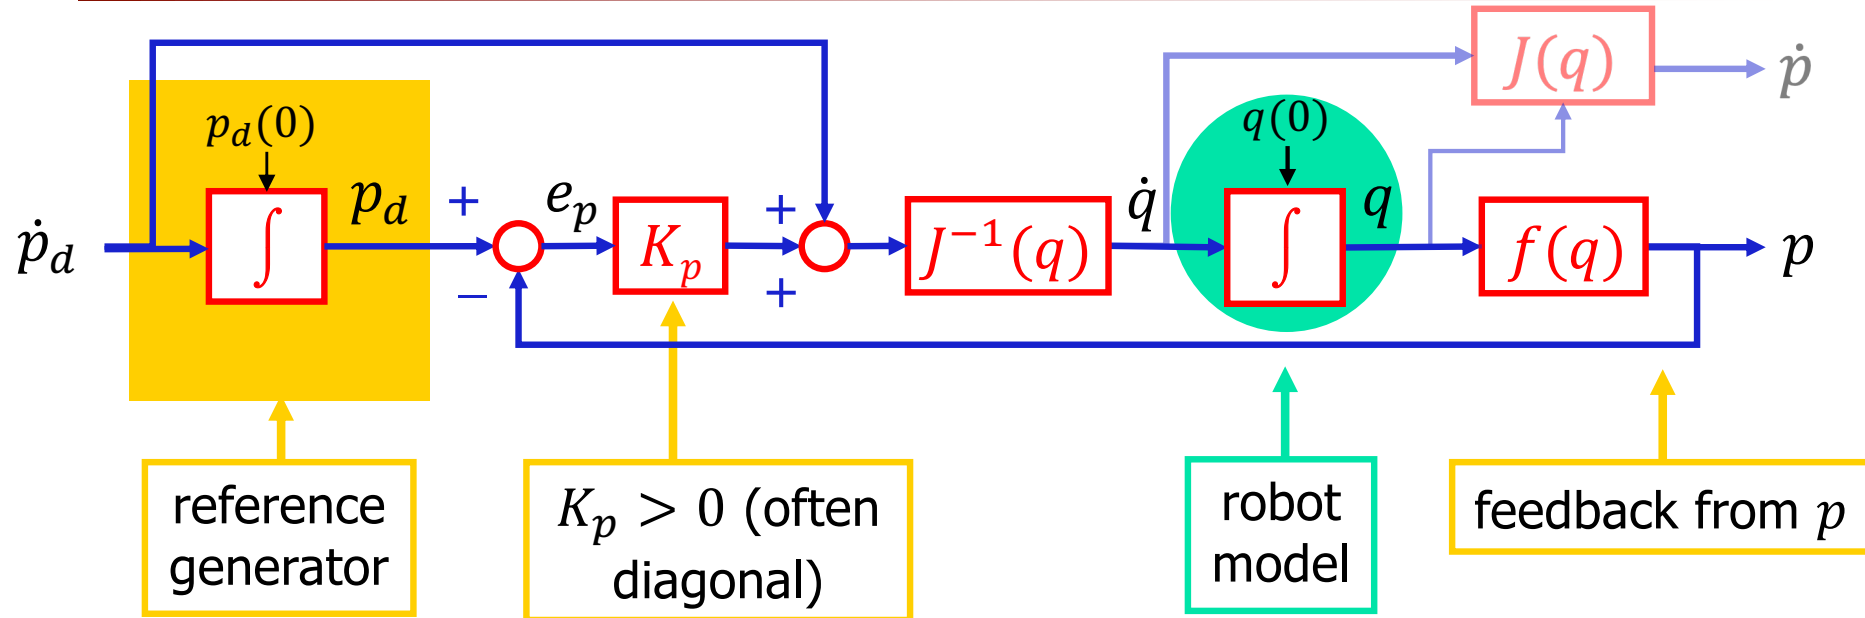 J(q)
ṗ
p_d(0)
q(0)
ṗ_d
∫
p_d
+
−
e_p
K_p
+
+
J⁻¹(q)
q̇
∫
q
f(q)
p
reference
generator
K_p > 0 (often
diagonal)
robot
model
feedback from p